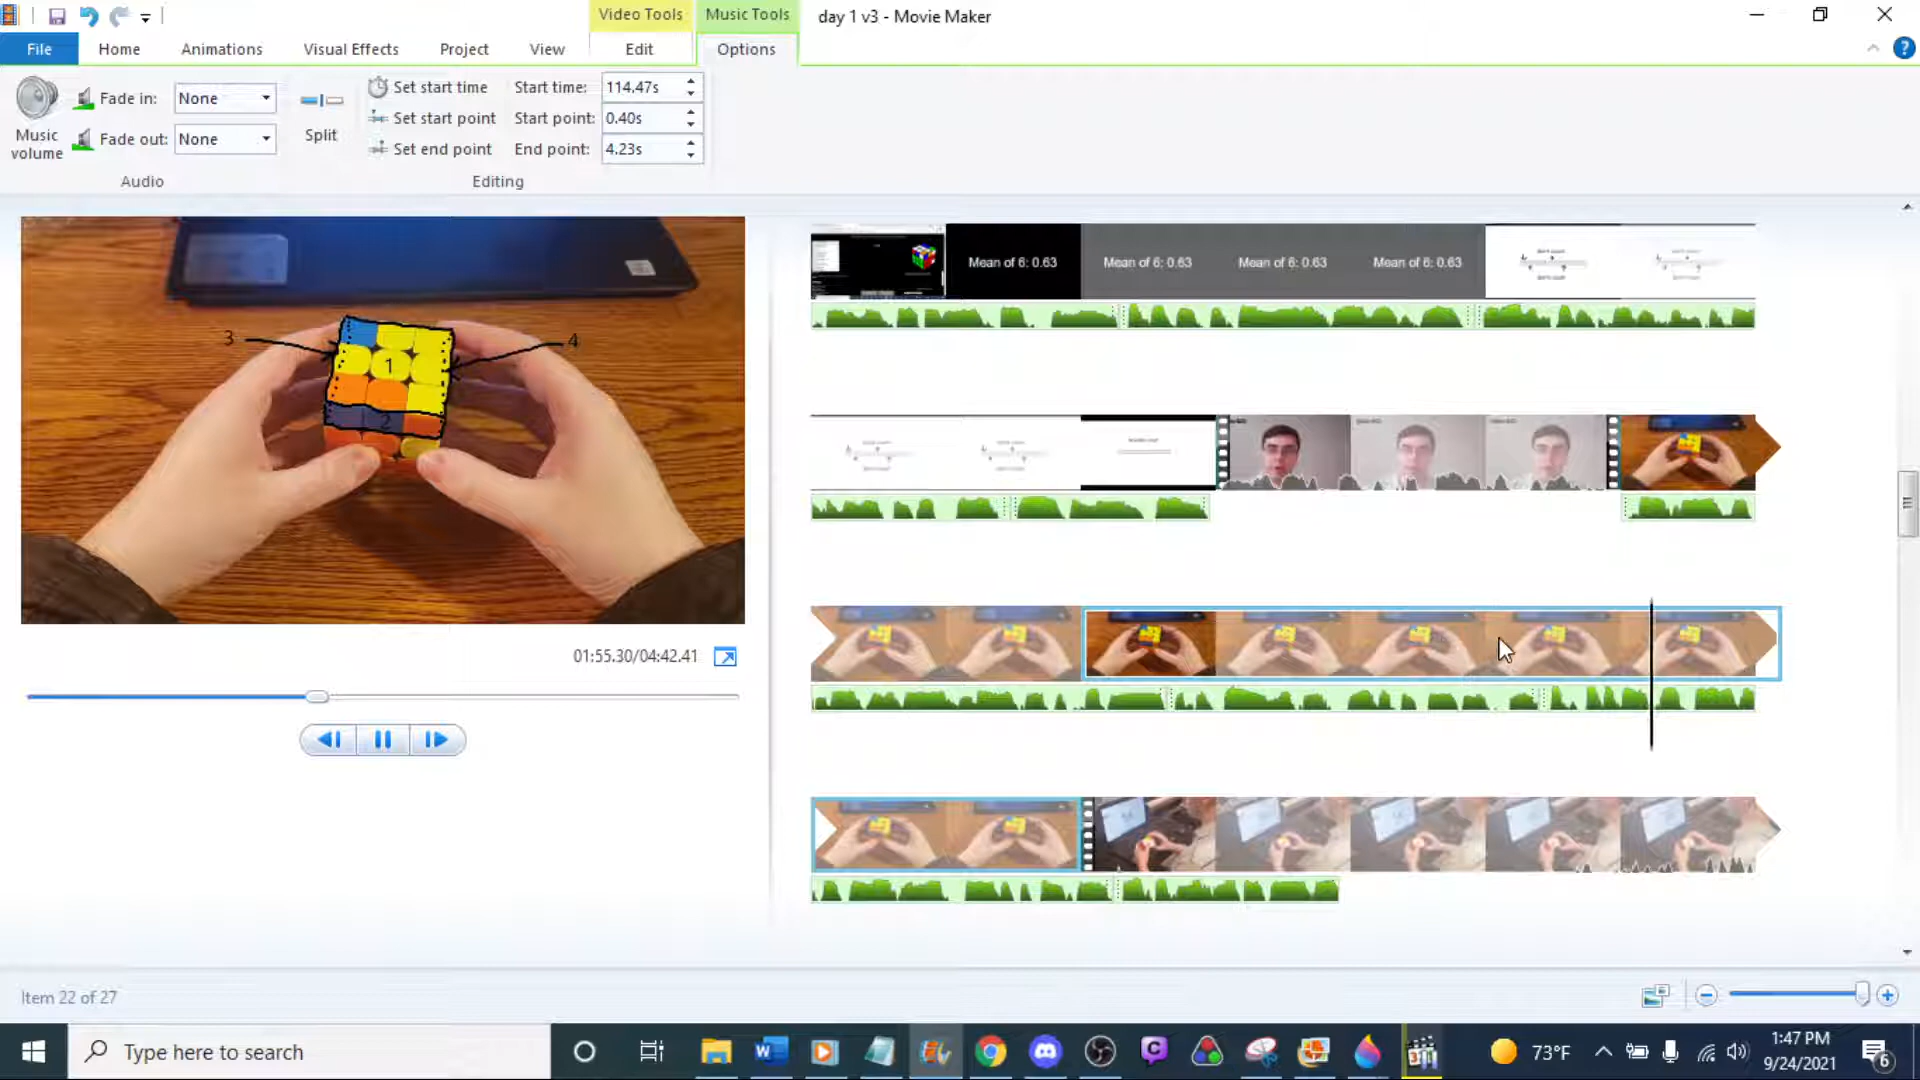 Video Tools
Music Tools
day 1 v3 - Movie Maker
File
Home
Animations
Visual Effects
Project
View
Edit
Options
Music volume
Fade in: None
Fade out: None
Split
Set start time
Start time: 114.47s
Set start point
Start point: 0.40s
Set end point
End point: 4.23s
Audio
Editing
3
4
1
2
01:55.30/04:42.41
Mean of 6: 0.63
Mean of 6: 0.63
Mean of 6: 0.63
Mean of 6: 0.63
Item 22 of 27
Type here to search
73°F
1:47 PM
9/24/2021
6